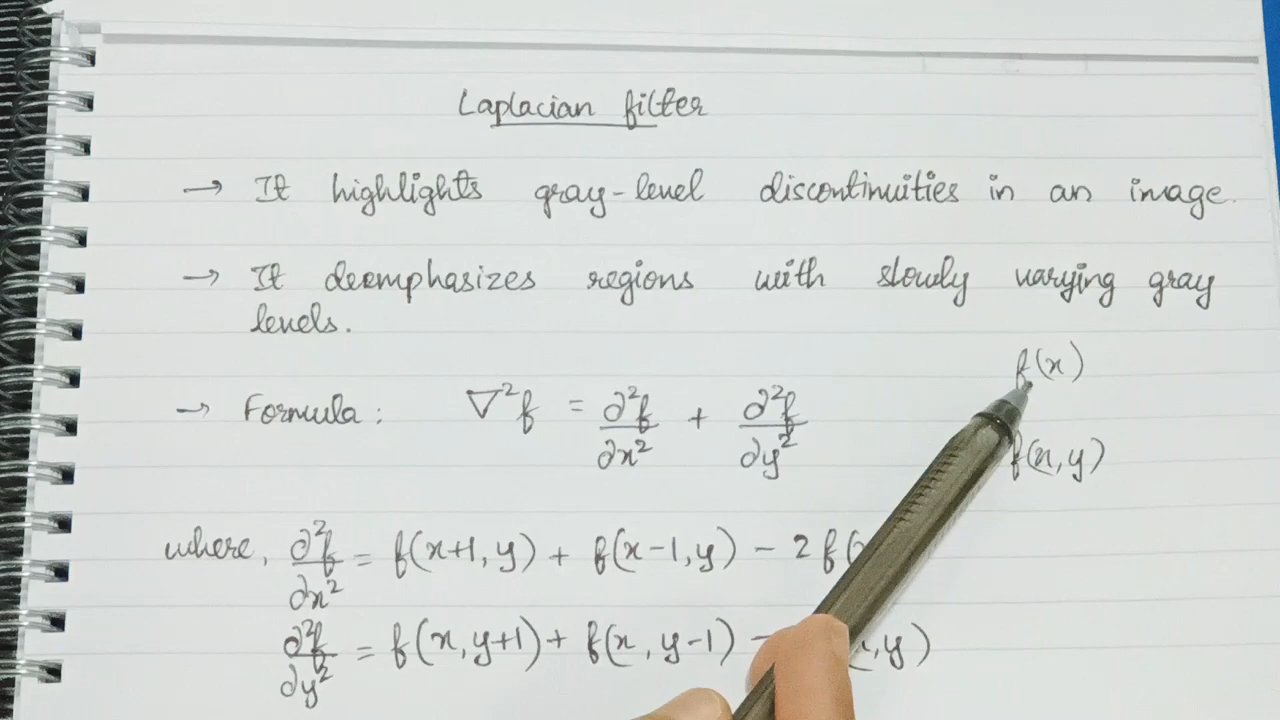 Laplacian filter
→ It highlights gray-level discontinuities in an image.
→ It deemphasizes regions with slowly varying gray
levels.
f(x)
→ Formula: ∇²f = ∂²f/∂x² + ∂²f/∂y²
f(x,y)
where, ∂²f/∂x² = f(x+1,y) + f(x-1,y) - 2f(x
∂²f/∂y² = f(x,y+1) + f(x,y-1) - x,y)